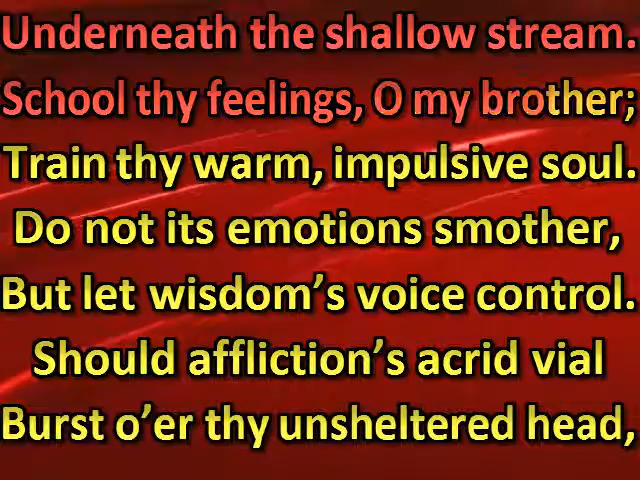 Underneath the shallow stream.
School thy feelings, O my brother;
Train thy warm, impulsive soul.
Do not its emotions smother,
But let wisdom’s voice control.
Should affliction’s acrid vial
Burst o’er thy unsheltered head,